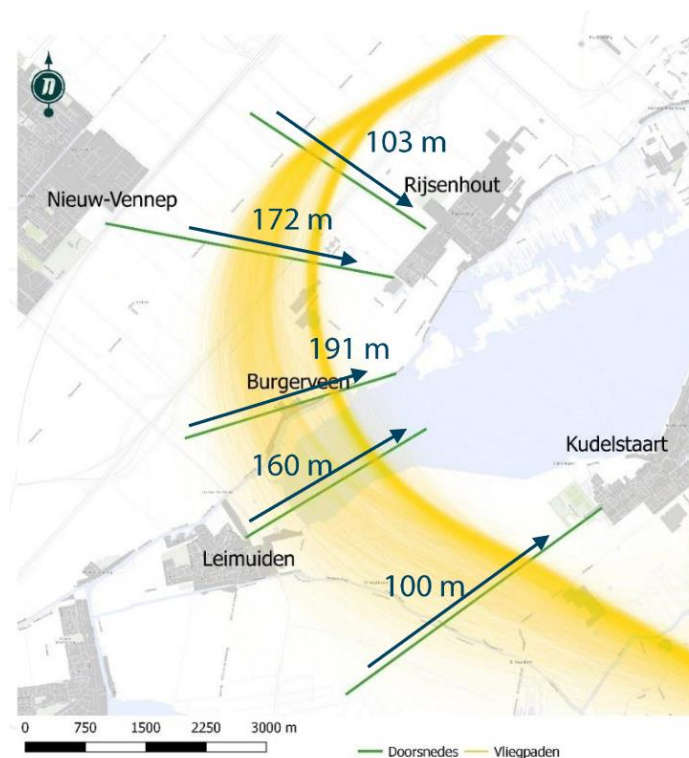 n
103 m
Rijsenhout
Nieuw-Vennep
172 m
191 m
Burgerveen
Kudelstaart
160 m
Leimuiden
100 m
0 750 1500 2250 3000 m
Doorsnedes Vliegpaden